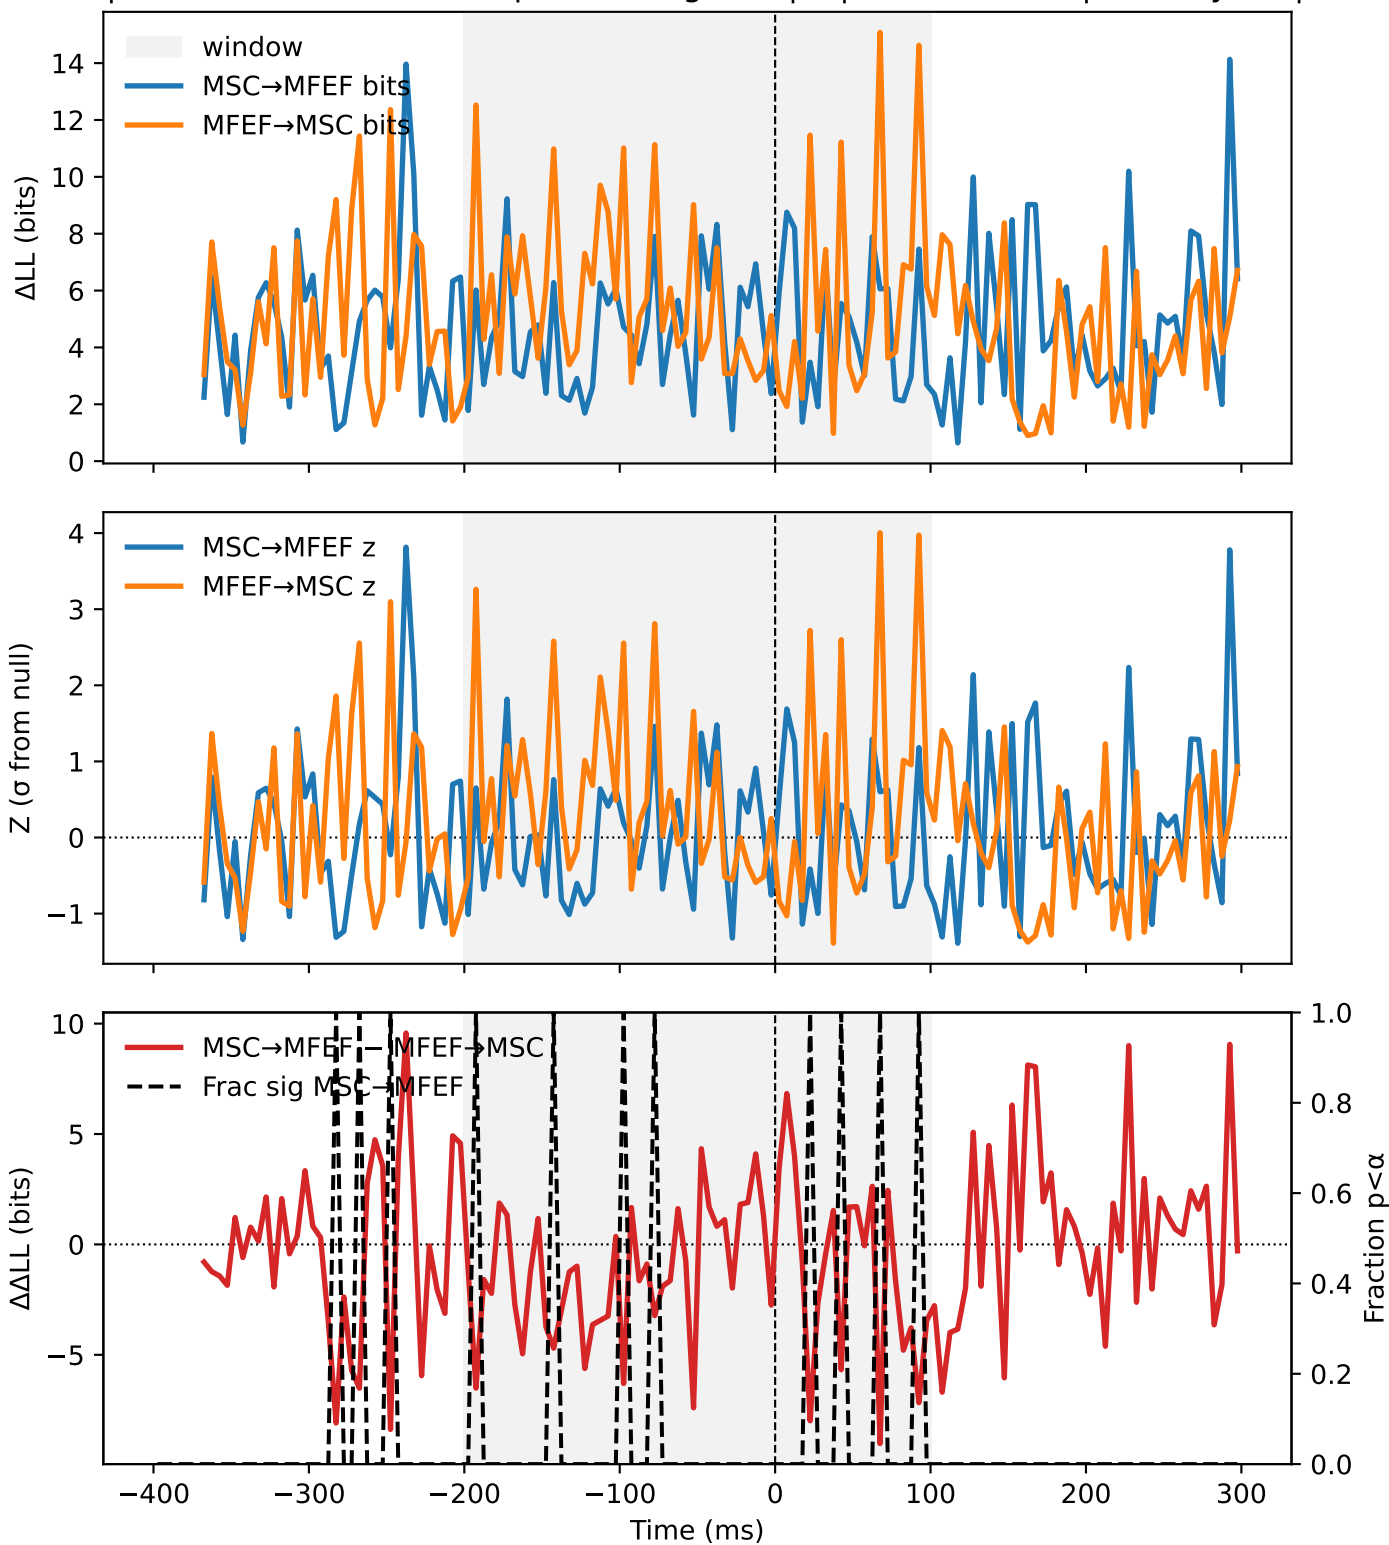 window
MSC→MFEF bits
MFEF→MSC bits
14
12
10
8
6
4
2
0
ΔLL (bits)
MSC→MFEF z
MFEF→MSC z
4
3
2
1
0
−1
Z (σ from null)
MSC→MFEF − MFEF→MSC
Frac sig MSC→MFEF
10
5
0
−5
ΔΔLL (bits)
1.0
0.8
0.6
0.4
0.2
0.0
Fraction p<α
−400 −300 −200 −100 0 100 200 300
Time (ms)